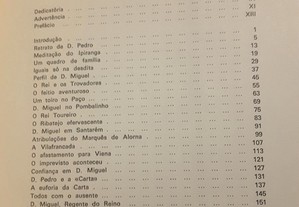 Dedicatória
Advertência ... XI
Prefácio ... XIII
Introdução ... 1
Retrato de D. Pedro ... 5
Meditação do Ipiranga ... 13
Um quadro de família ... 19
Iguais só na desdita ... 29
Perfil de D. Miguel ... 37
O Rei e os Trovadores ... 45
O feitio aventuroso ... 55
Um toiro no Paço ... 63
D. Miguel no Pombalinho ... 69
O Rei Toureiro ... 75
O Ribatejo efervescente ... 83
D. Miguel em Santarém ... 91
Atribulações do Marquês de Alorna ... 99
A Vilafrancada ... 107
O afastamento para Viena ... 113
O imprevisto aconteceu ... 121
Confiança em D. Miguel ... 127
D. Pedro e a «Carta» ... 131
A euforia da Carta ... 137
Todos com o ausente ... 145
D. Miguel, Regente do Reino ... 151